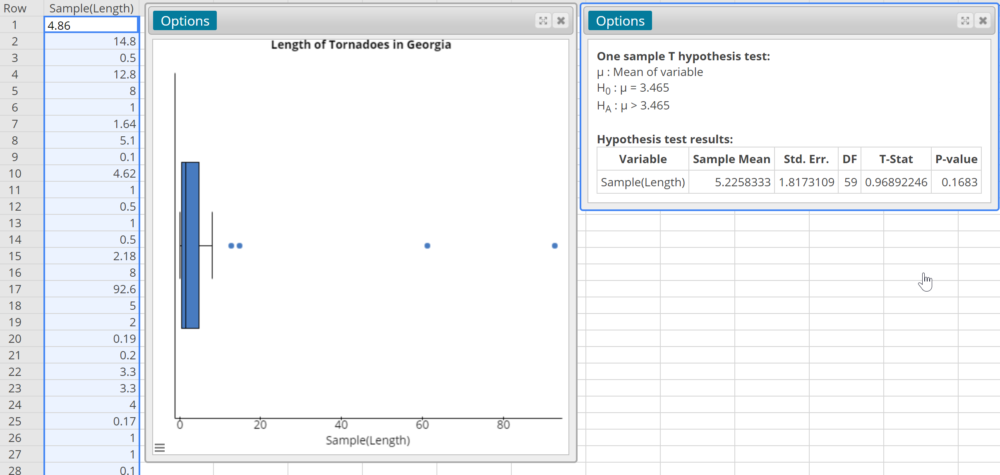 Row Sample(Length)
1 4.86
2 14.8
3 0.5
4 12.8
5 8
6 1
7 1.64
8 5.1
9 0.1
10 4.62
11 1
12 0.5
13 1
14 0.5
15 2.18
16 8
17 92.6
18 5
19 2
20 0.19
21 0.2
22 3.3
23 3.3
24 4
25 0.17
26 1
27 1
28 0.1
Options
Length of Tornadoes in Georgia
0 20 40 60 80
Sample(Length)
Options
One sample T hypothesis test:
μ : Mean of variable
H0 : μ = 3.465
HA : μ > 3.465
Hypothesis test results:
Variable Sample Mean Std. Err. DF T-Stat P-value
Sample(Length) 5.2258333 1.8173109 59 0.96892246 0.1683